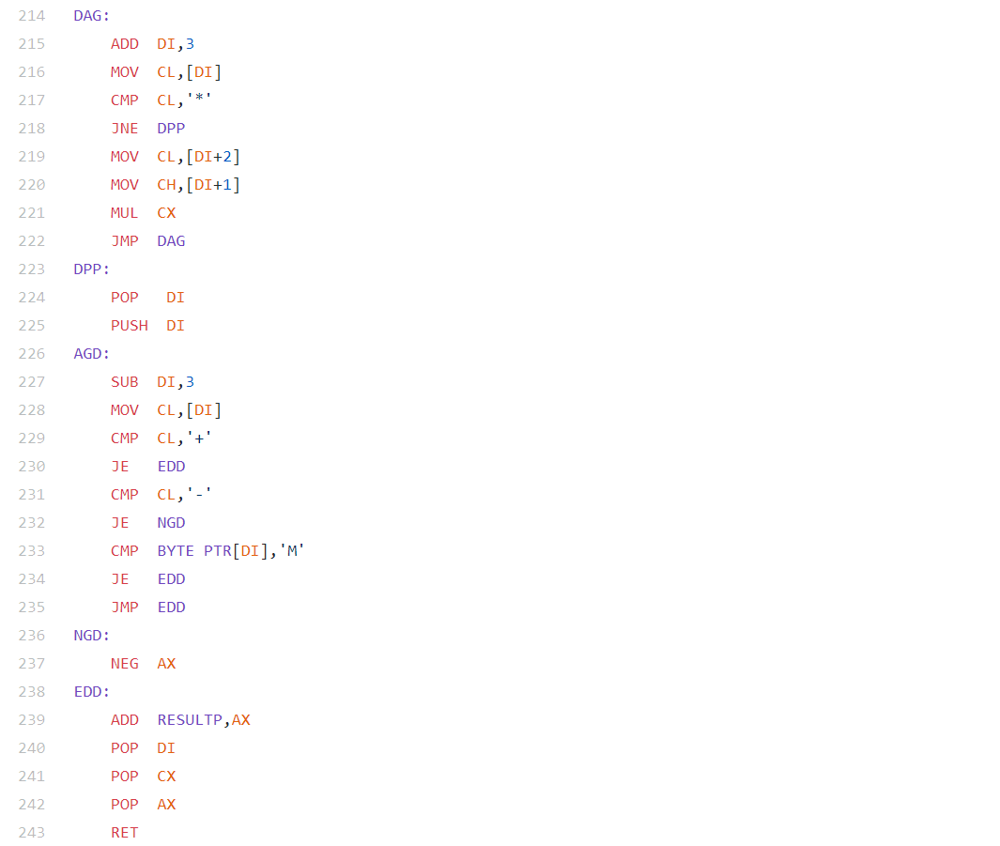 214 DAG:
215 ADD DI,3
216 MOV CL,[DI]
217 CMP CL,'*'
218 JNE DPP
219 MOV CL,[DI+2]
220 MOV CH,[DI+1]
221 MUL CX
222 JMP DAG
223 DPP:
224 POP DI
225 PUSH DI
226 AGD:
227 SUB DI,3
228 MOV CL,[DI]
229 CMP CL,'+'
230 JE EDD
231 CMP CL,'-'
232 JE NGD
233 CMP BYTE PTR[DI],'M'
234 JE EDD
235 JMP EDD
236 NGD:
237 NEG AX
238 EDD:
239 ADD RESULTP,AX
240 POP DI
241 POP CX
242 POP AX
243 RET